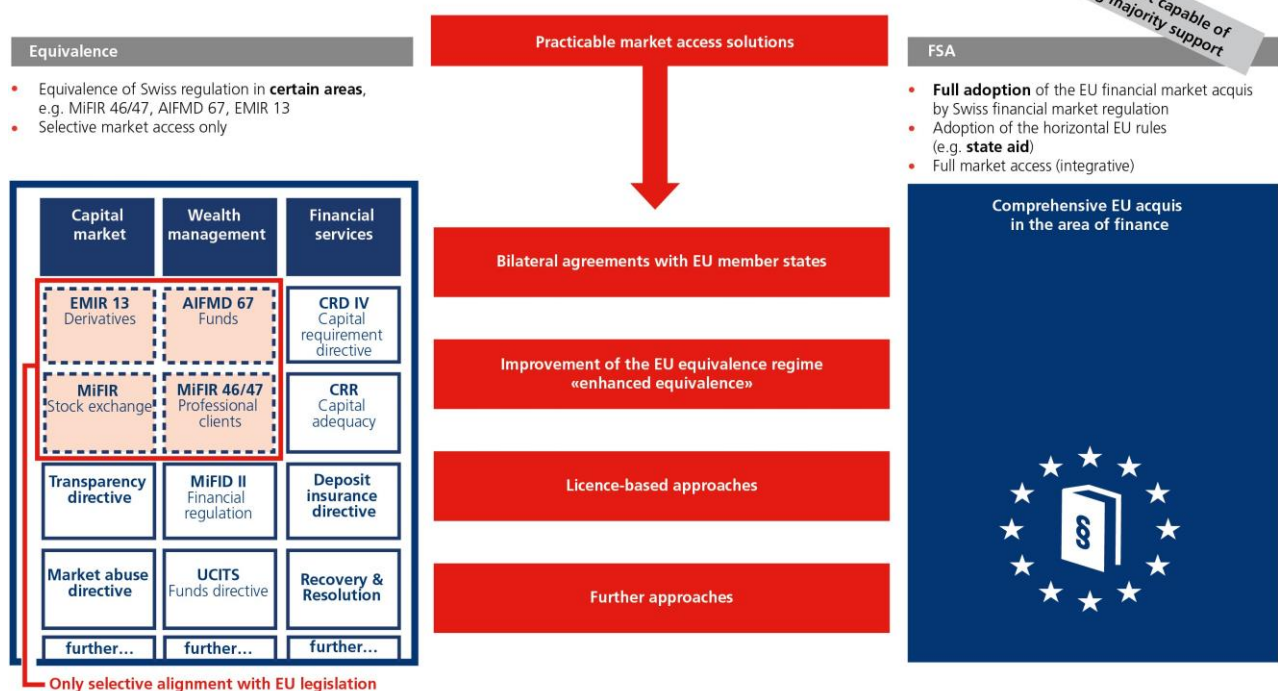 capable of
majority support
Equivalence
Practicable market access solutions
FSA
• Equivalence of Swiss regulation in certain areas,
e.g. MiFIR 46/47, AIFMD 67, EMIR 13
• Selective market access only
• Full adoption of the EU financial market acquis
by Swiss financial market regulation
• Adoption of the horizontal EU rules
(e.g. state aid)
• Full market access (integrative)
Capital
market
Wealth
management
Financial
services
EMIR 13
Derivatives
AIFMD 67
Funds
CRD IV
Capital
requirement
directive
MiFIR
Stock exchange
MiFIR 46/47
Professional
clients
CRR
Capital
adequacy
Transparency
directive
MiFID II
Financial
regulation
Deposit
insurance
directive
Market abuse
directive
UCITS
Funds directive
Recovery &
Resolution
further...
further...
further...
Only selective alignment with EU legislation
Bilateral agreements with EU member states
Improvement of the EU equivalence regime
«enhanced equivalence»
Licence-based approaches
Further approaches
Comprehensive EU acquis
in the area of finance
§